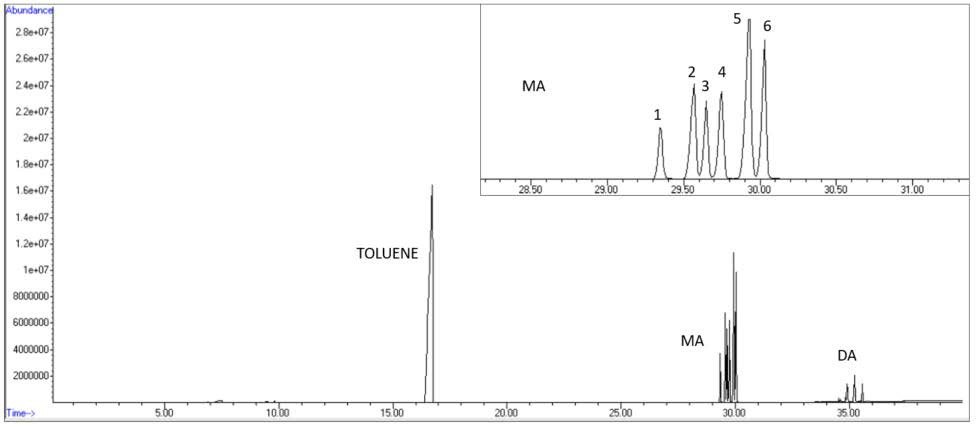 Abundance
2.8e+07
2.6e+07
2.4e+07
2.2e+07
2e+07
1.8e+07
1.6e+07
1.4e+07
1.2e+07
1e+07
8000000
6000000
4000000
2000000
Time-->
5.00 10.00 15.00 20.00 25.00 30.00 35.00
TOLUENE
MA
DA
MA
1 2 3 4 5 6
28.50 29.00 29.50 30.00 30.50 31.00